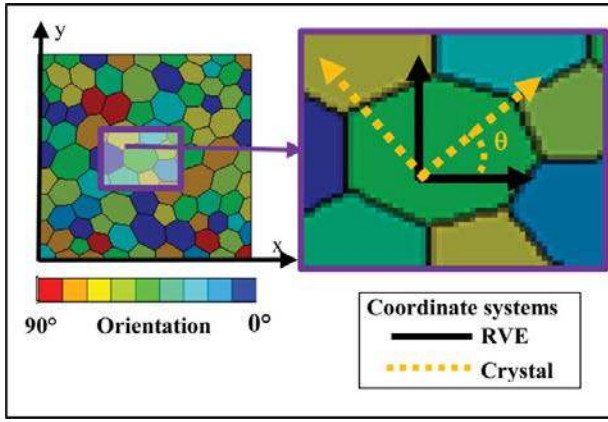 y
θ
x
90° Orientation 0°
Coordinate systems
RVE
Crystal